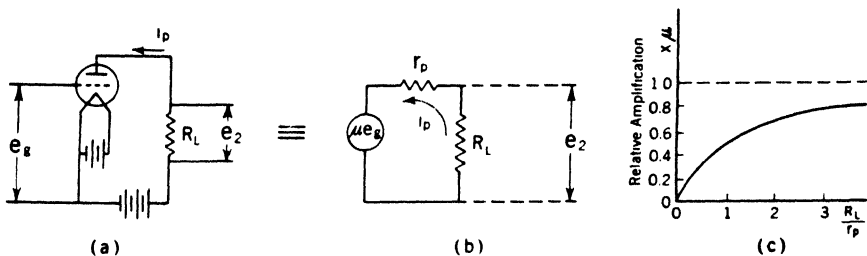 i_p
e_g
R_L
e_2
≡
(a)
r_p
μe_g
i_p
R_L
e_2
(b)
Relative Amplification x/μ
1.0
0.8
0.6
0.4
0.2
0
1
2
3
R_L/r_p
(c)